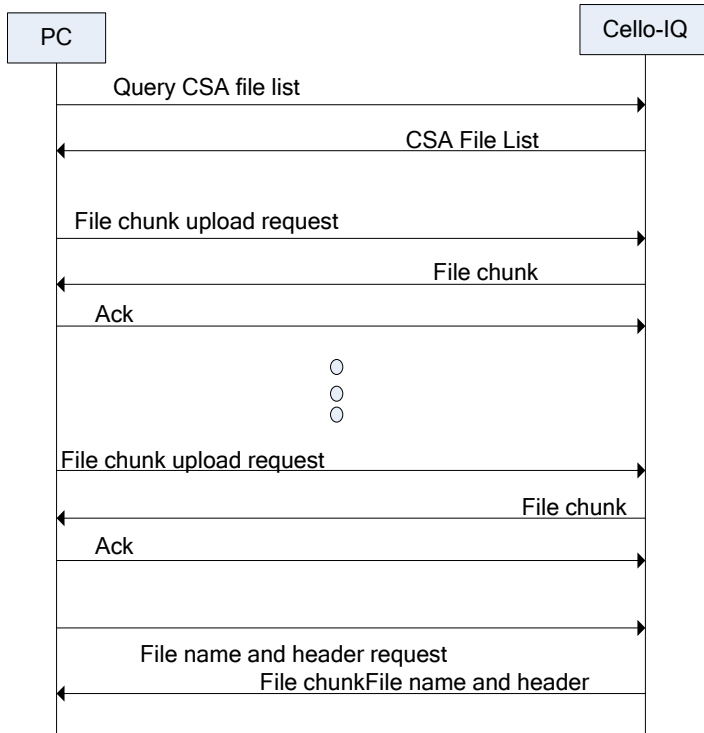 PC
Cello-IQ
Query CSA file list
CSA File List
File chunk upload request
File chunk
Ack
File chunk upload request
File chunk
Ack
File name and header request
File chunkFile name and header